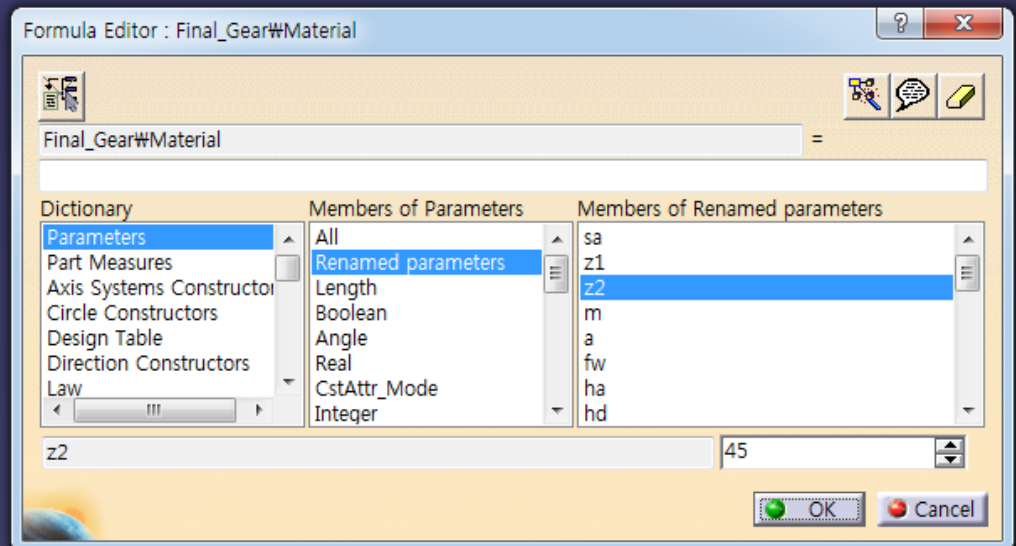 Formula Editor : Final_Gear₩Material
Final_Gear₩Material =
Dictionary Members of Parameters Members of Renamed parameters
Parameters All sa
Part Measures Renamed parameters z1
Axis Systems Constructor Length z2
Circle Constructors Boolean m
Design Table Angle a
Direction Constructors Real fw
Law CstAttr_Mode ha
Integer hd
z2 45
OK Cancel